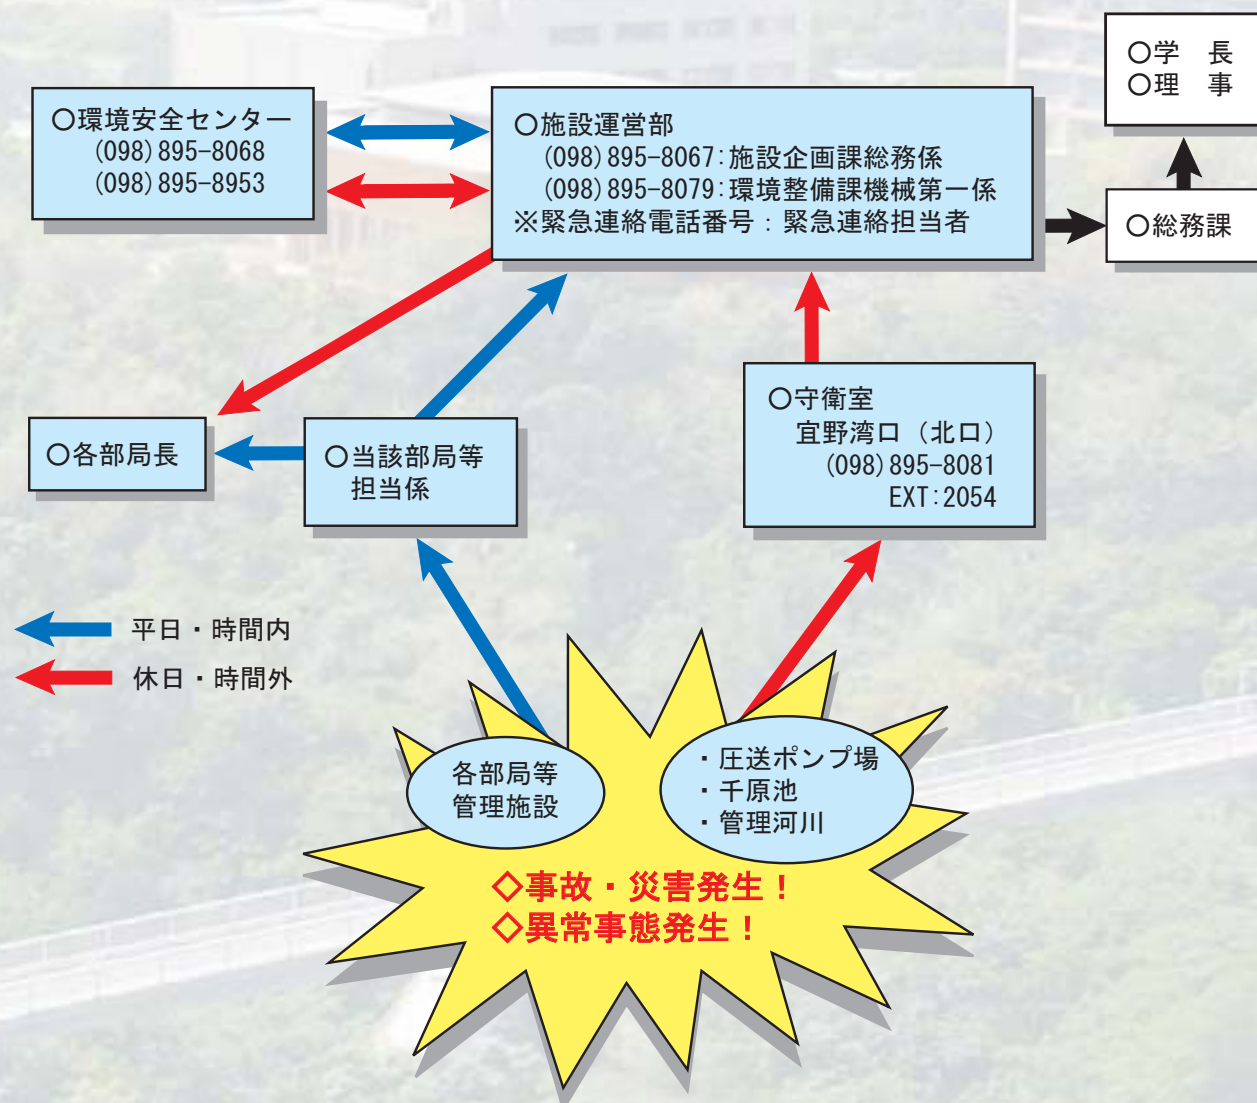 ○学　長
○理　事
○環境安全センター
(098)895-8068
(098)895-8953
○施設運営部
(098)895-8067:施設企画課総務係
(098)895-8079:環境整備課機械第一係
※緊急連絡電話番号：緊急連絡担当者
○総務課
○各部局長
○当該部局等
担当係
○守衛室
宜野湾口（北口）
(098)895-8081
EXT:2054
平日・時間内
休日・時間外
各部局等
管理施設
・圧送ポンプ場
・千原池
・管理河川
◇事故・災害発生！
◇異常事態発生！